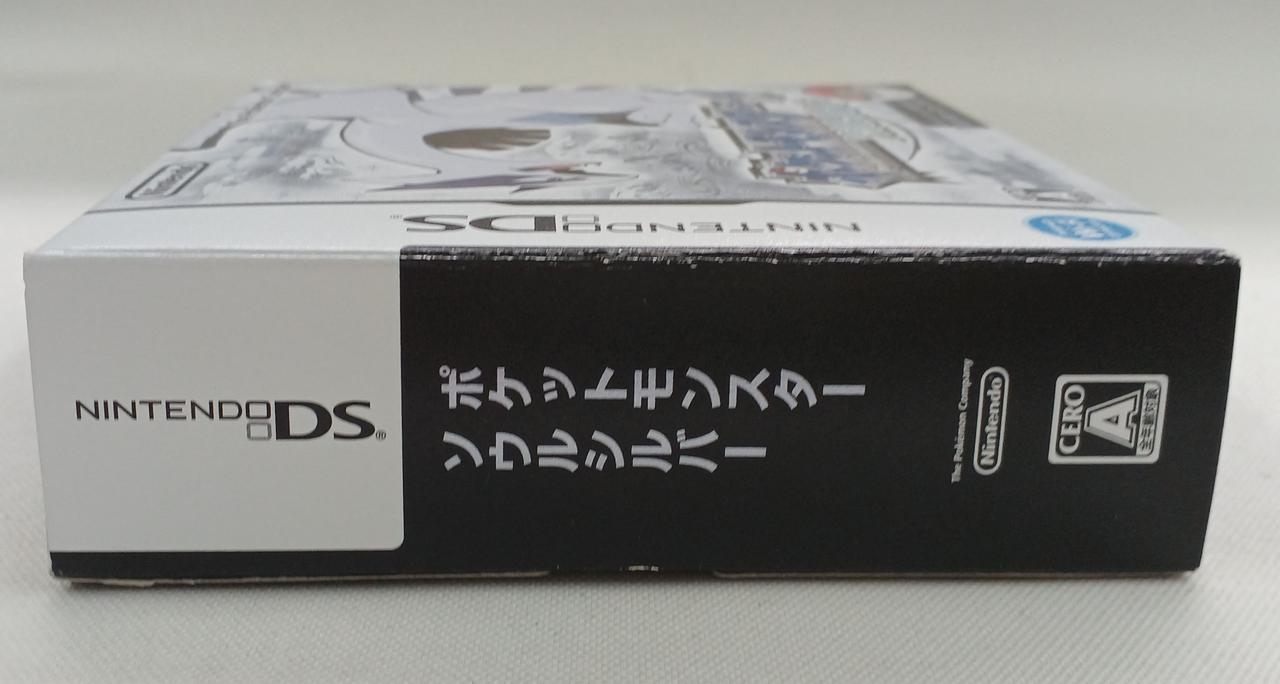 NINTENDO DS®
Nintendo
NINTENDO DS®
ポケットモンスター
ソウルシルバー
The Pokémon Company
Nintendo
CERO
A
全年齢対象